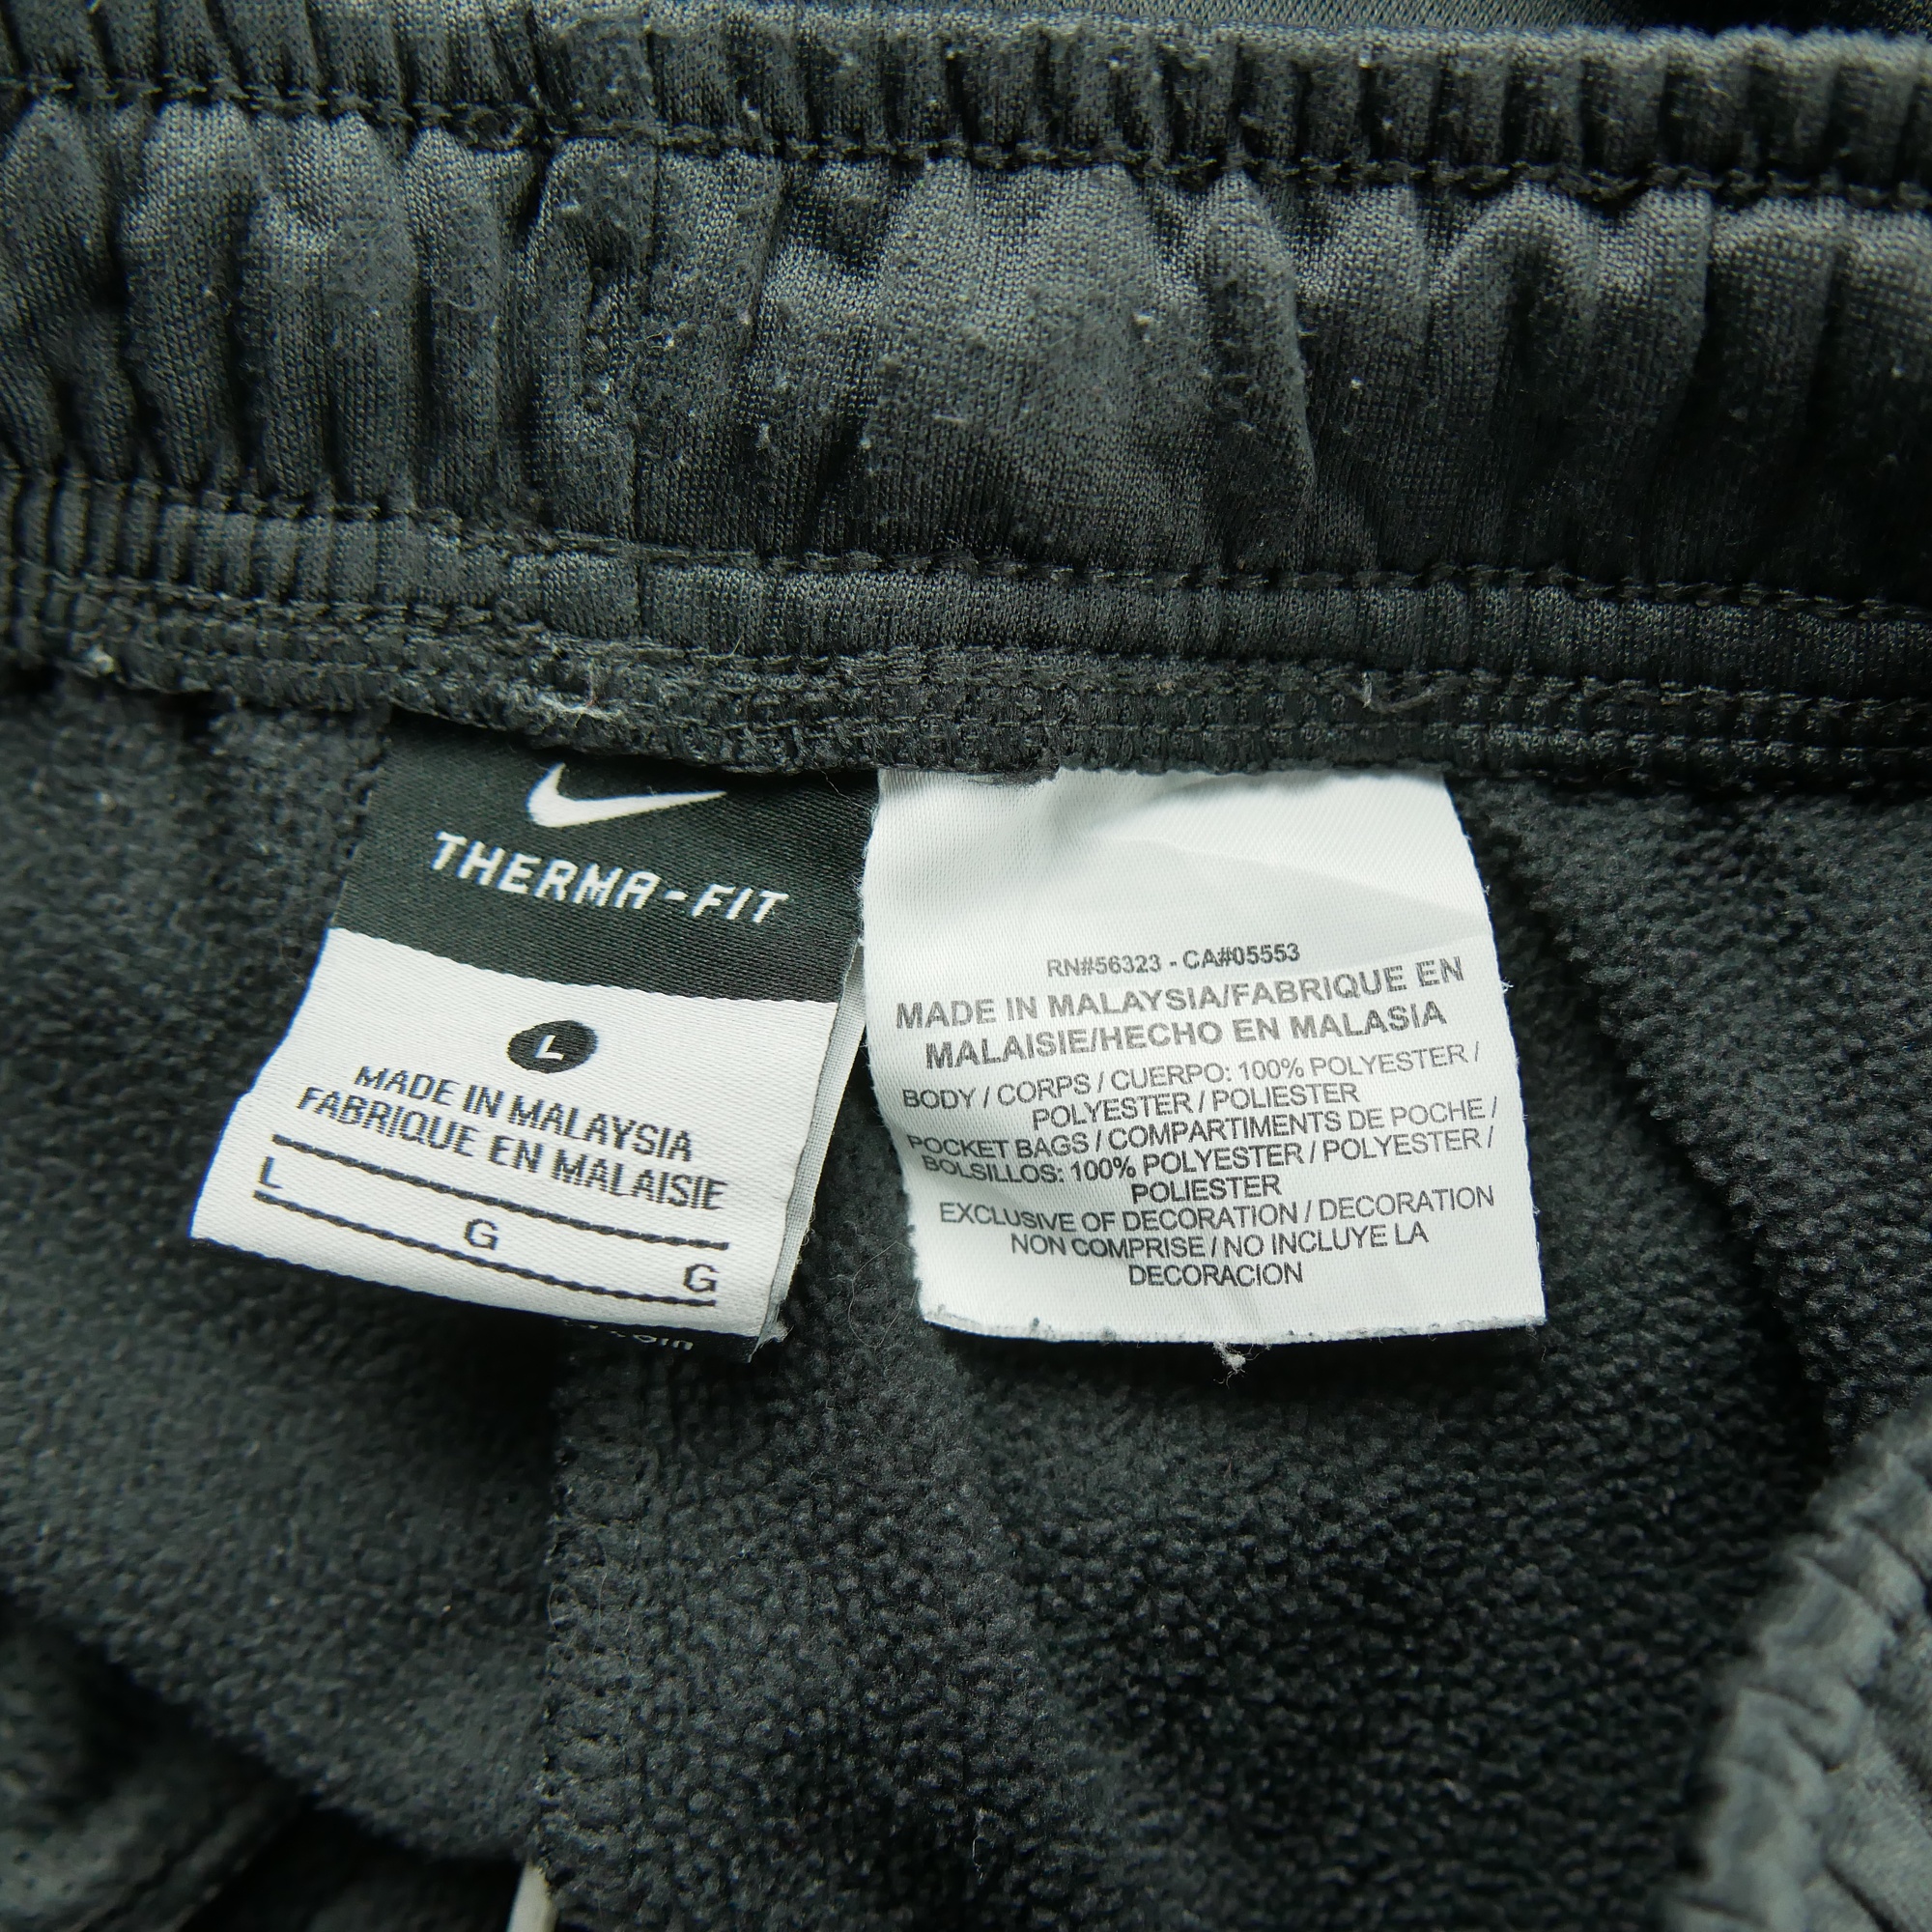 THERMA-FIT
L
MADE IN MALAYSIA
FABRIQUE EN MALAISIE
L
G
G
RN#56323 - CA#05553
MADE IN MALAYSIA/FABRIQUE EN
MALAISIE/HECHO EN MALASIA
BODY / CORPS / CUERPO: 100% POLYESTER /
POLYESTER / POLIESTER
POCKET BAGS / COMPARTIMENTS DE POCHE /
BOLSILLOS: 100% POLYESTER / POLYESTER /
POLIESTER
EXCLUSIVE OF DECORATION / DECORATION
NON COMPRISE / NO INCLUYE LA
DECORACION